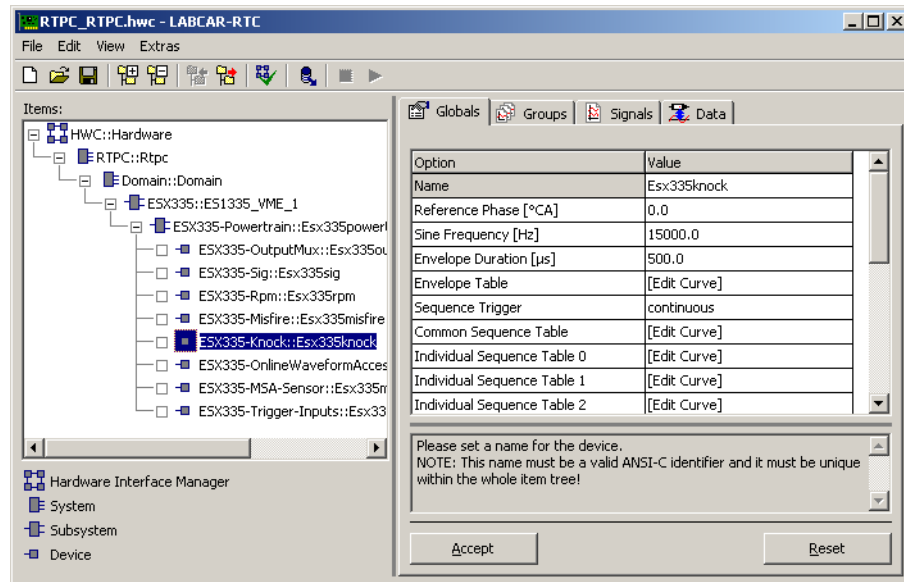 RTPC_RTPC.hwc - LABCAR-RTC
File Edit View Extras
Items:
HWC::Hardware
RTPC::Rtpc
Domain::Domain
ESX335::ES1335_VME_1
ESX335-Powertrain::Esx335powert
ESX335-OutputMux::Esx335ou
ESX335-Sig::Esx335sig
ESX335-Rpm::Esx335rpm
ESX335-Misfire::Esx335misfire
ESX335-Knock::Esx335knock
ESX335-OnlineWaveformAcces
ESX335-MSA-Sensor::Esx335m
ESX335-Trigger-Inputs::Esx33
Hardware Interface Manager
System
Subsystem
Device
Globals Groups Signals Data
Option Value
Name Esx335knock
Reference Phase [°CA] 0.0
Sine Frequency [Hz] 15000.0
Envelope Duration [µs] 500.0
Envelope Table [Edit Curve]
Sequence Trigger continuous
Common Sequence Table [Edit Curve]
Individual Sequence Table 0 [Edit Curve]
Individual Sequence Table 1 [Edit Curve]
Individual Sequence Table 2 [Edit Curve]
Please set a name for the device.
NOTE: This name must be a valid ANSI-C identifier and it must be unique
within the whole item tree!
Accept Reset